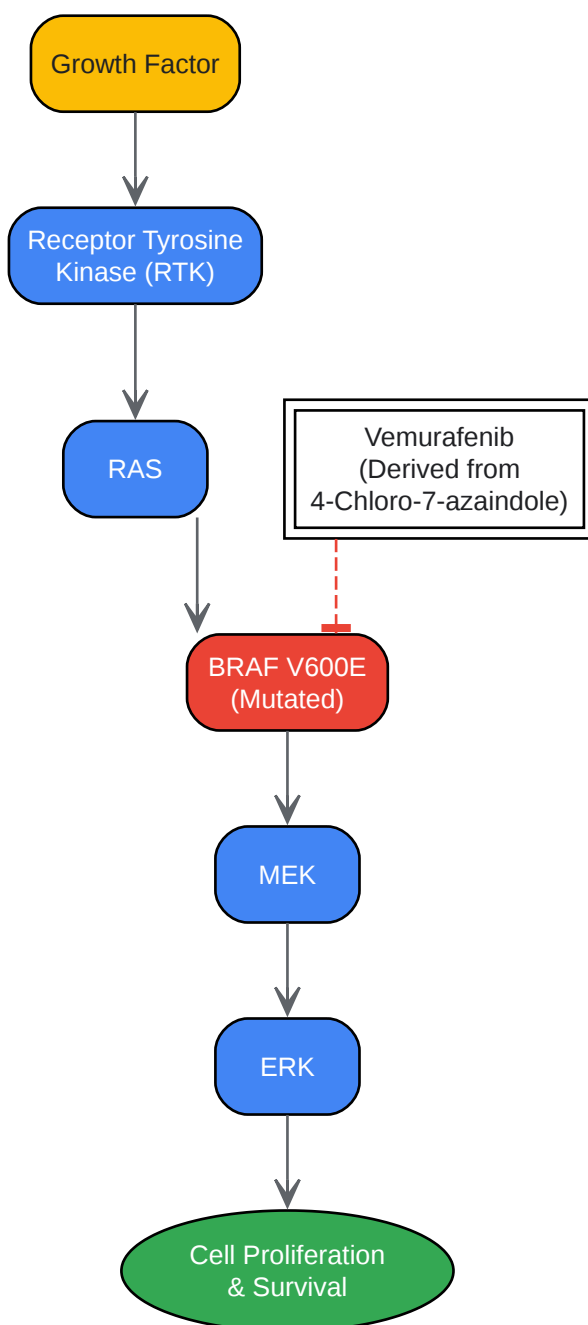 Growth Factor
Receptor Tyrosine
Kinase (RTK)
RAS
Vemurafenib
(Derived from
4-Chloro-7-azaindole)
BRAF V600E
(Mutated)
MEK
ERK
Cell Proliferation
& Survival